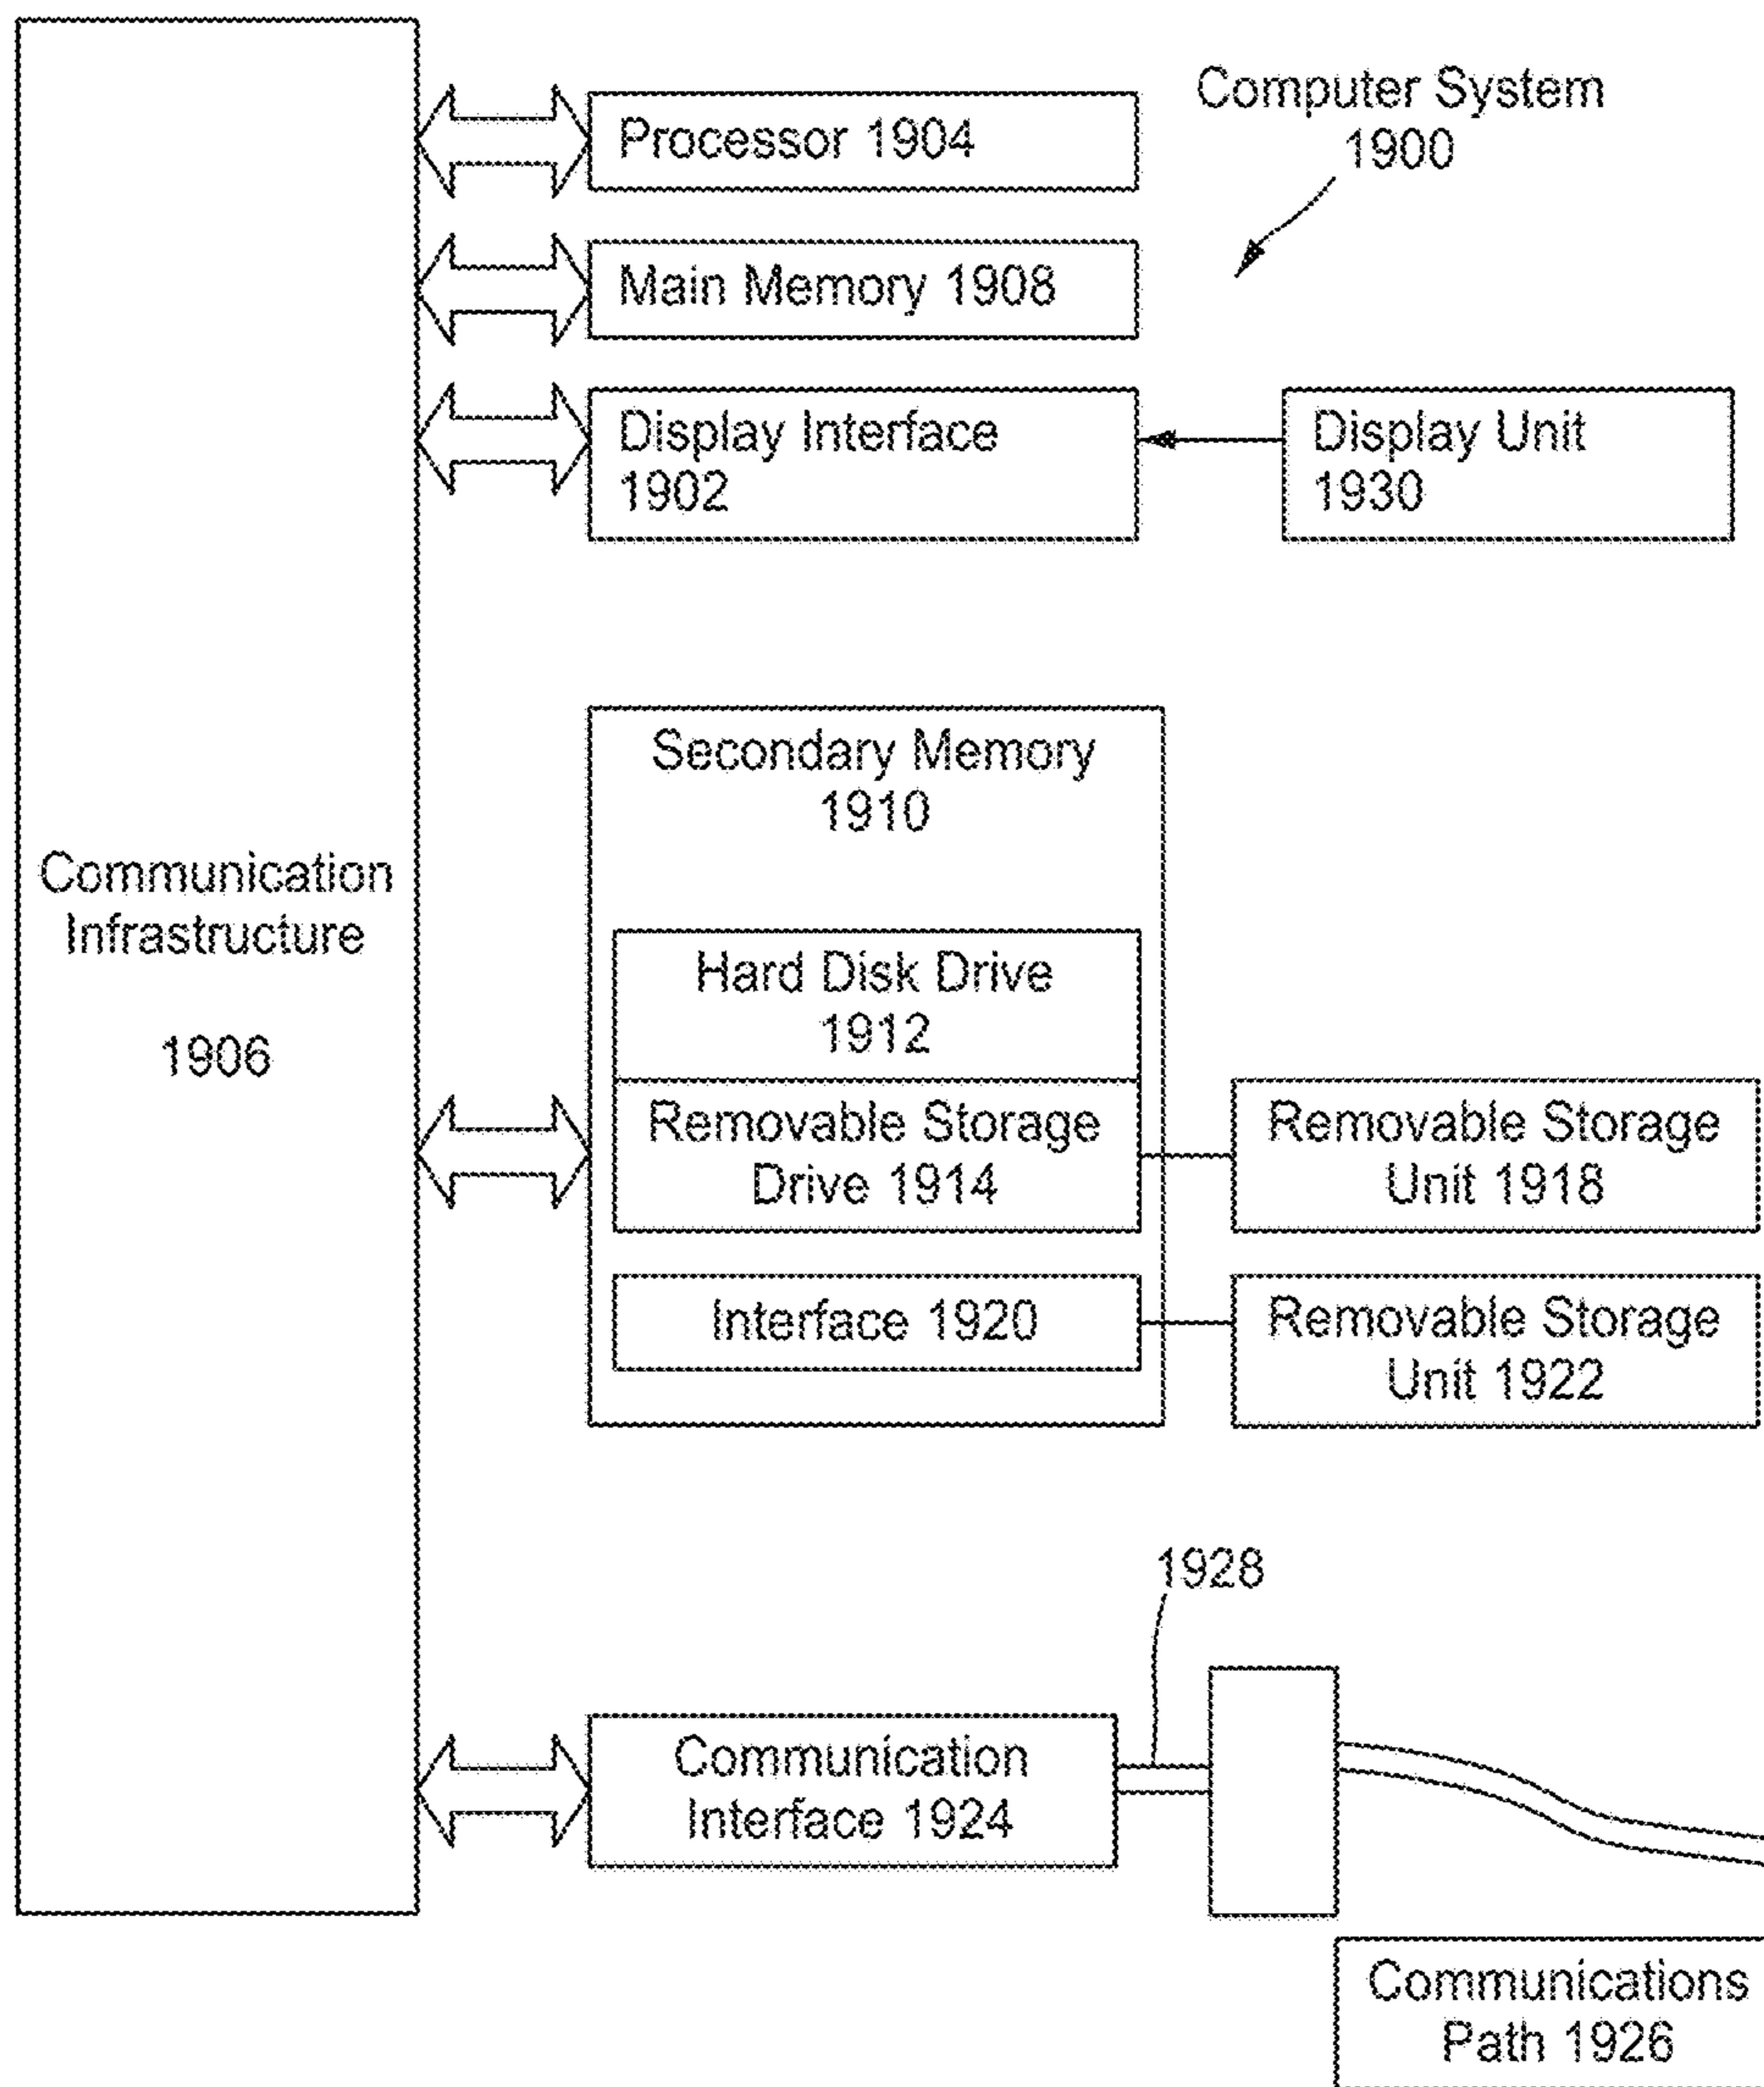 Computer System
1900
Processor 1904
Main Memory 1908
Display Interface
1902
Display Unit
1930
Secondary Memory
1910
Communication
Infrastructure
1906
Hard Disk Drive
1912
Removable Storage
Drive 1914
Removable Storage
Unit 1918
Interface 1920
Removable Storage
Unit 1922
1928
Communication
Interface 1924
Communications
Path 1926